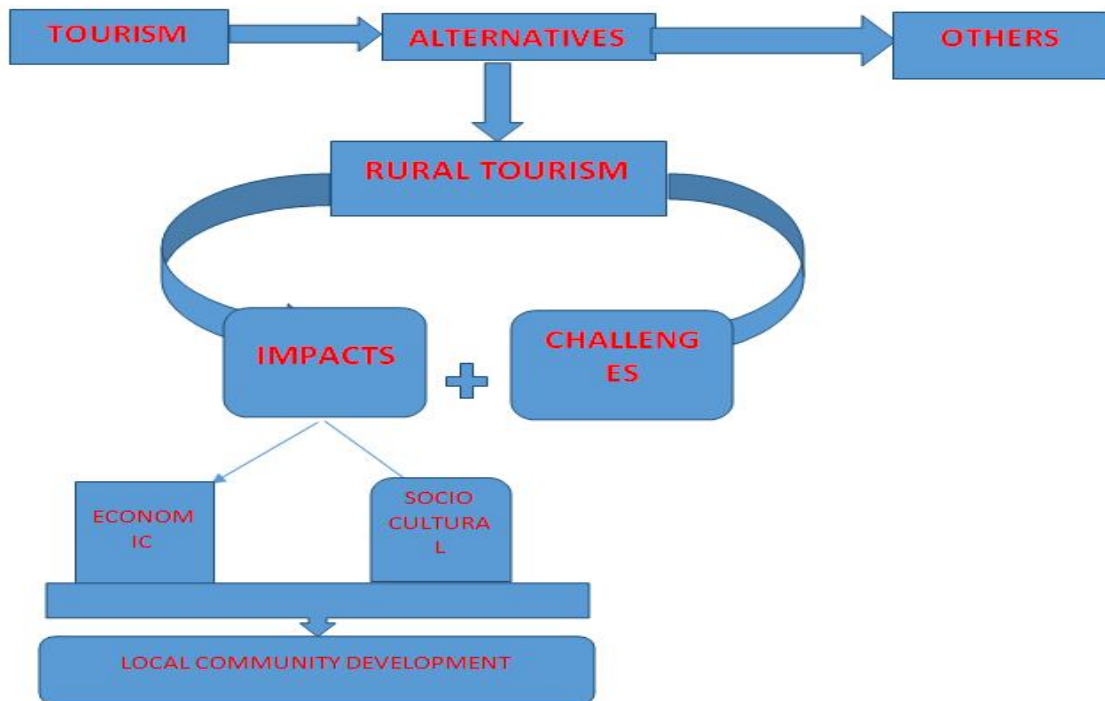 TOURISM
ALTERNATIVES
OTHERS
RURAL TOURISM
IMPACTS
CHALLENG
ES
ECONOM
IC
SOCIO
CULTURA
L
LOCAL COMMUNITY DEVELOPMENT